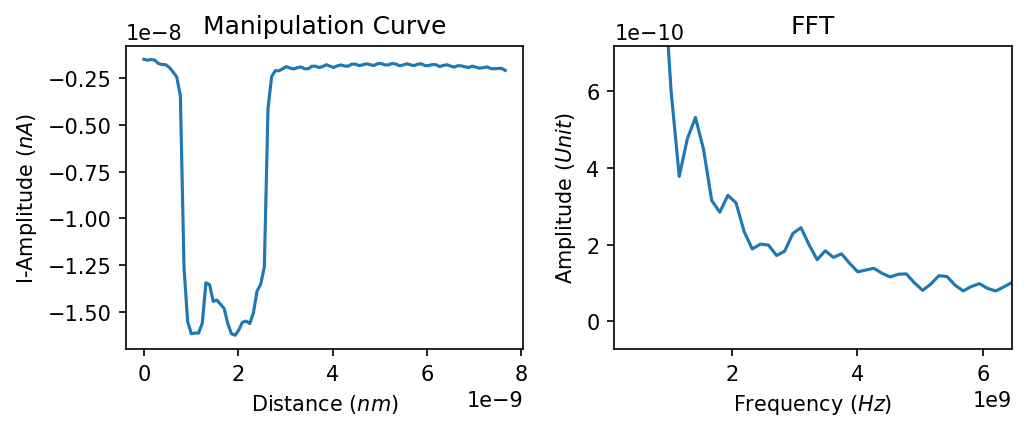 Manipulation Curve
1e−8
−0.25
−0.50
−0.75
−1.00
−1.25
−1.50
I-Amplitude (nA)
0
2
4
6
8
1e−9
Distance (nm)
FFT
1e−10
6
4
2
0
Amplitude (Unit)
2
4
6
1e9
Frequency (Hz)